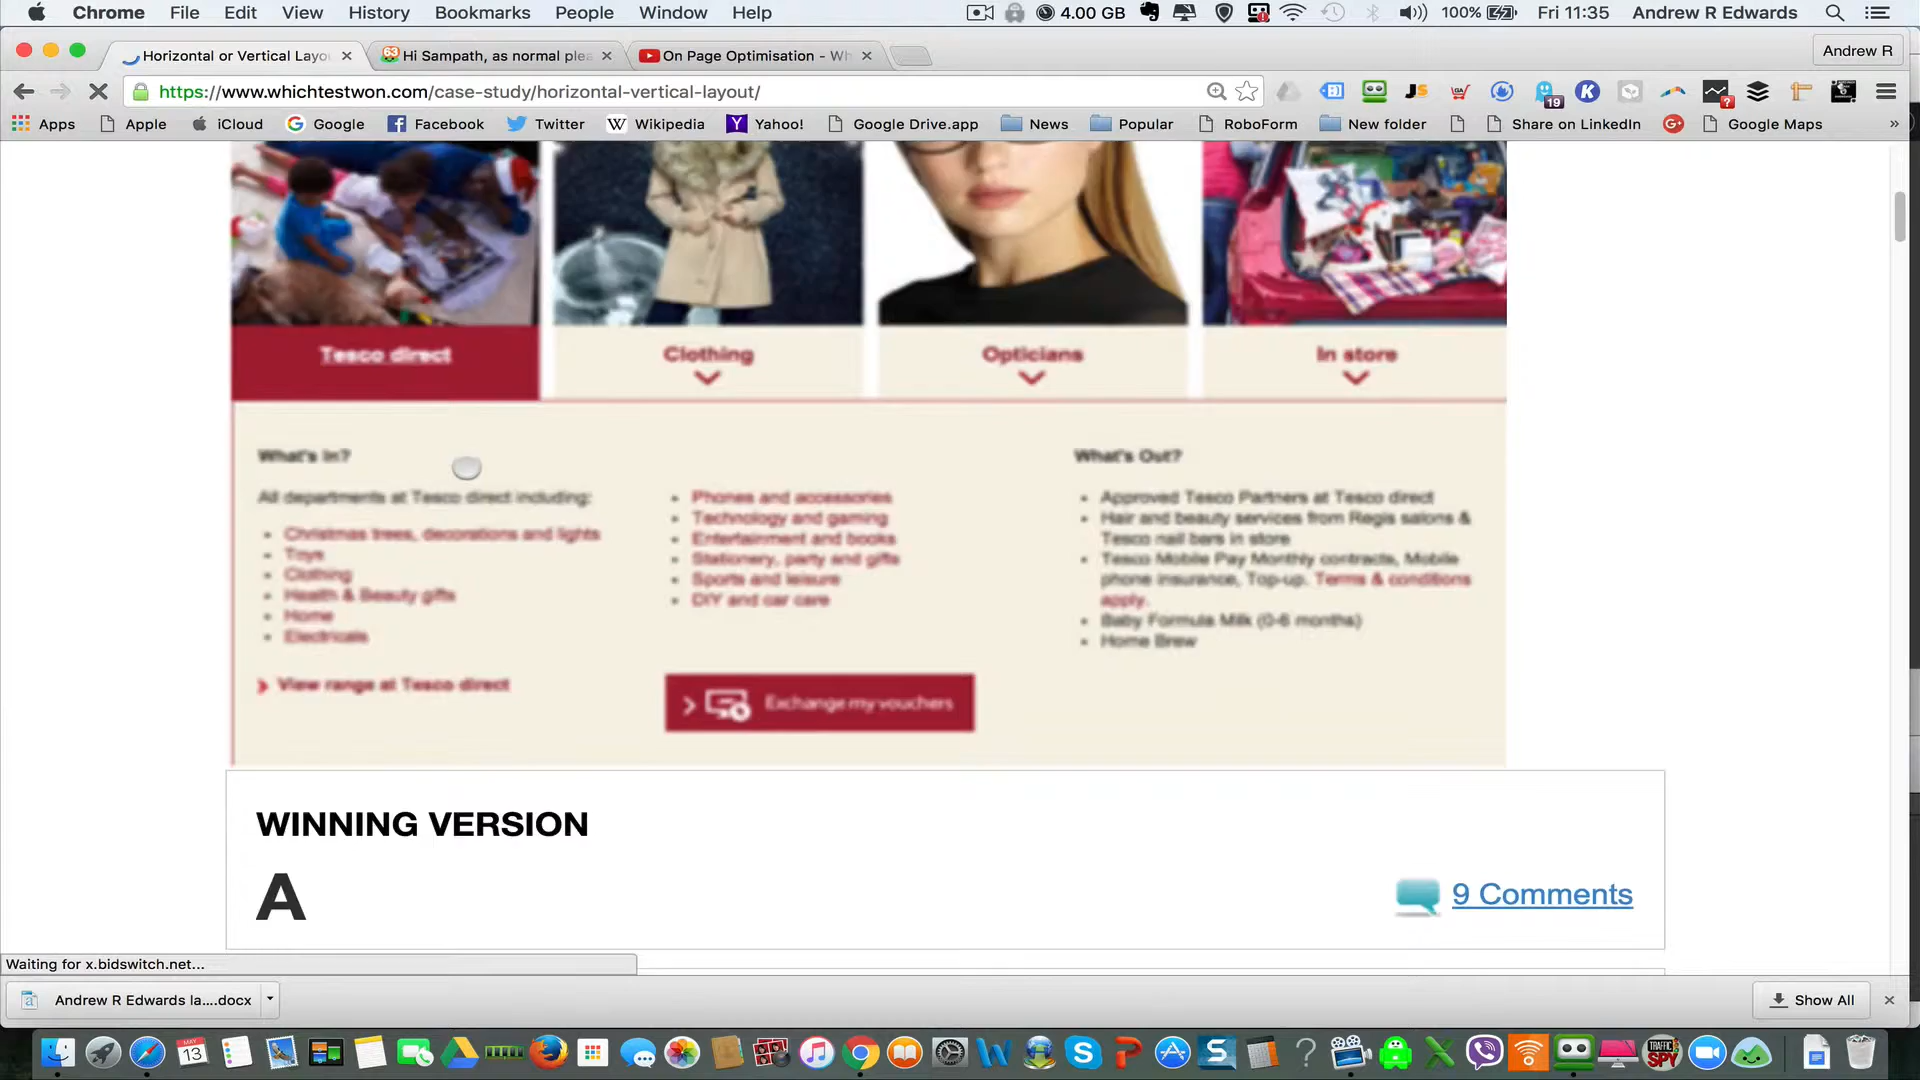 Chrome File Edit View History Bookmarks People Window Help 4.00 GB 100% Fri 11:35 Andrew R Edwards
Horizontal or Vertical Layo Hi Sampath, as normal plea On Page Optimisation - Wh Andrew R
https://www.whichtestwon.com/case-study/horizontal-vertical-layout/ 19
Apps Apple iCloud Google Facebook Twitter Wikipedia Yahoo! Google Drive.app News Popular RoboForm New folder Share on LinkedIn Google Maps »
Tesco direct Clothing Opticians In store
What's In?
All departments at Tesco direct including:
• Christmas trees, decorations and lights
• Toys
• Clothing
• Health & Beauty gifts
• Home
• Electricals
View range at Tesco direct
• Phones and accessories
• Technology and gaming
• Entertainment and books
• Stationery, party and gifts
• Sports and leisure
• DIY and car care
Exchange my vouchers
What's Out?
• Approved Tesco Partners at Tesco direct
• Hair and beauty services from Regis salons &
Tesco nail bars in store
• Tesco Mobile Pay Monthly contracts, Mobile
phone insurance, Top-up. Terms & conditions
apply.
• Baby Formula Milk (0-6 months)
• Home Brew
WINNING VERSION
A
9 Comments
Waiting for x.bidswitch.net...
Andrew R Edwards la....docx Show All
MAY
13
TRAFFIC
SPY